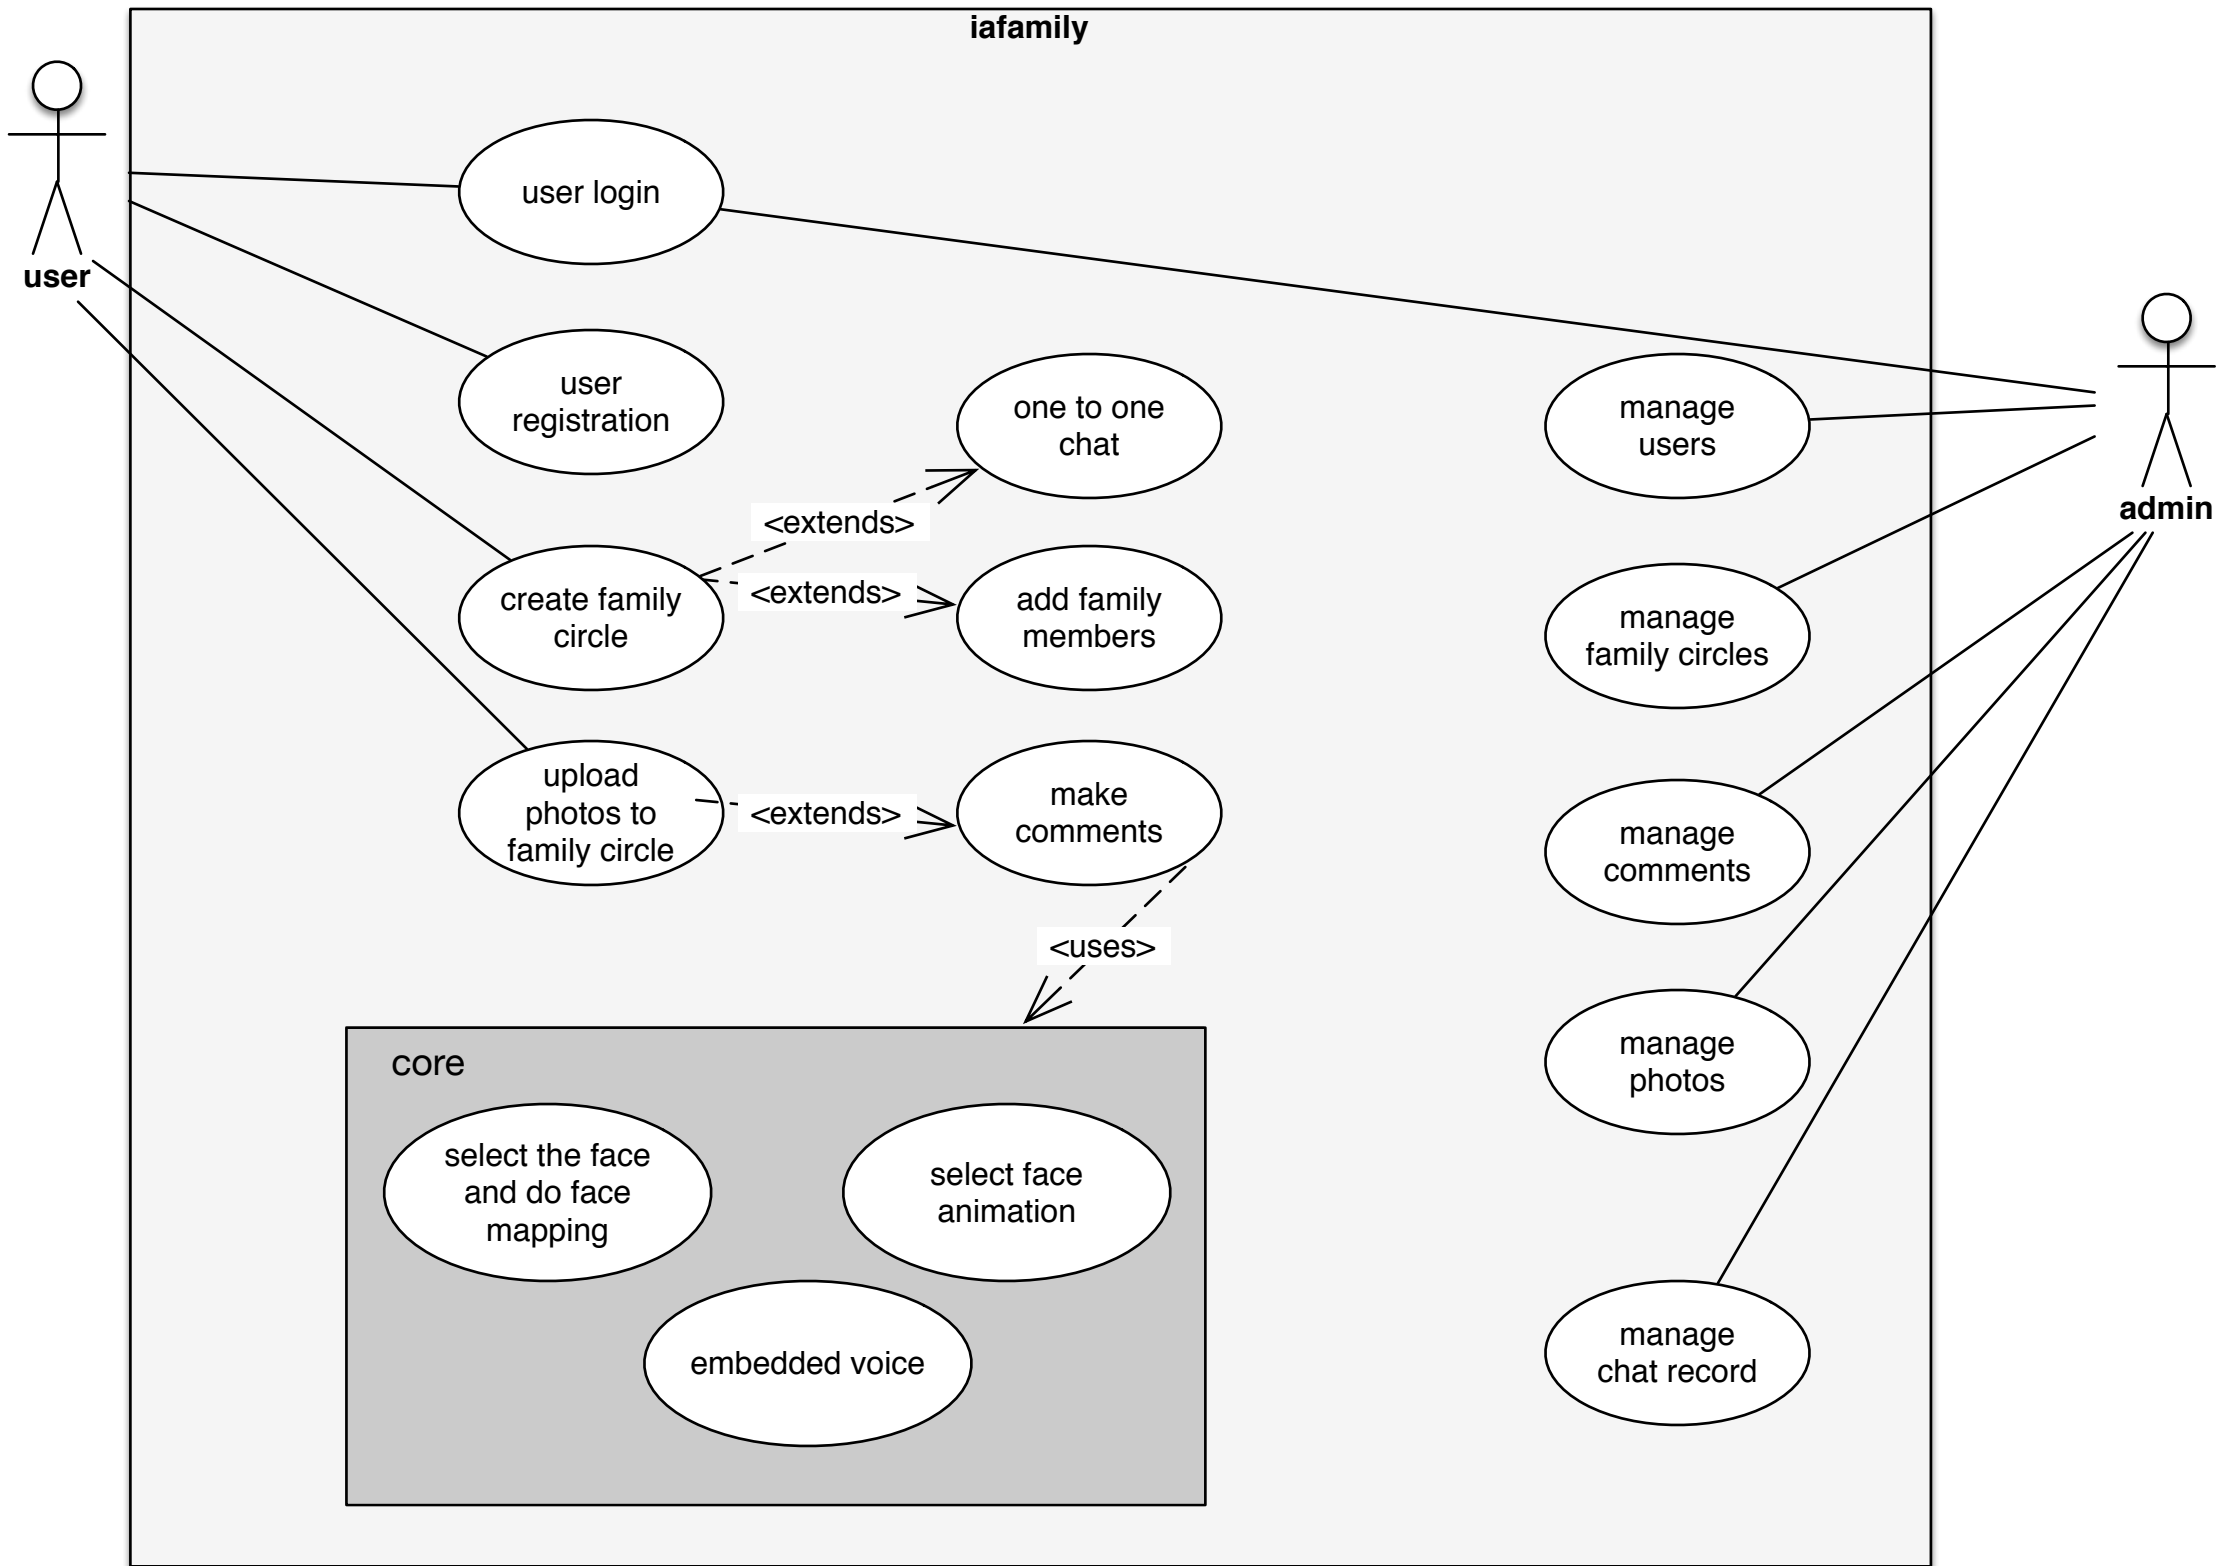 iafamily
user
user login
user
registration
one to one
chat
manage
users
admin
<extends>
<extends>
create family
circle
add family
members
manage
family circles
upload
photos to
family circle
<extends>
make
comments
manage
comments
<uses>
core
manage
photos
select the face
and do face
mapping
select face
animation
embedded voice
manage
chat record